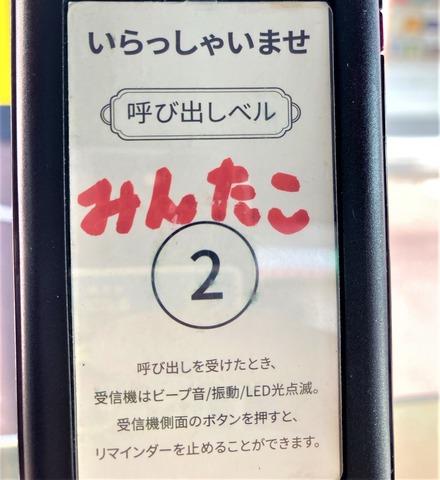 いらっしゃいませ
呼び出しベル
みんたこ
2
呼び出しを受けたとき、
受信機はビープ音/振動/LED光点滅。
受信機側面のボタンを押すと、
リマインダーを止めることができます。